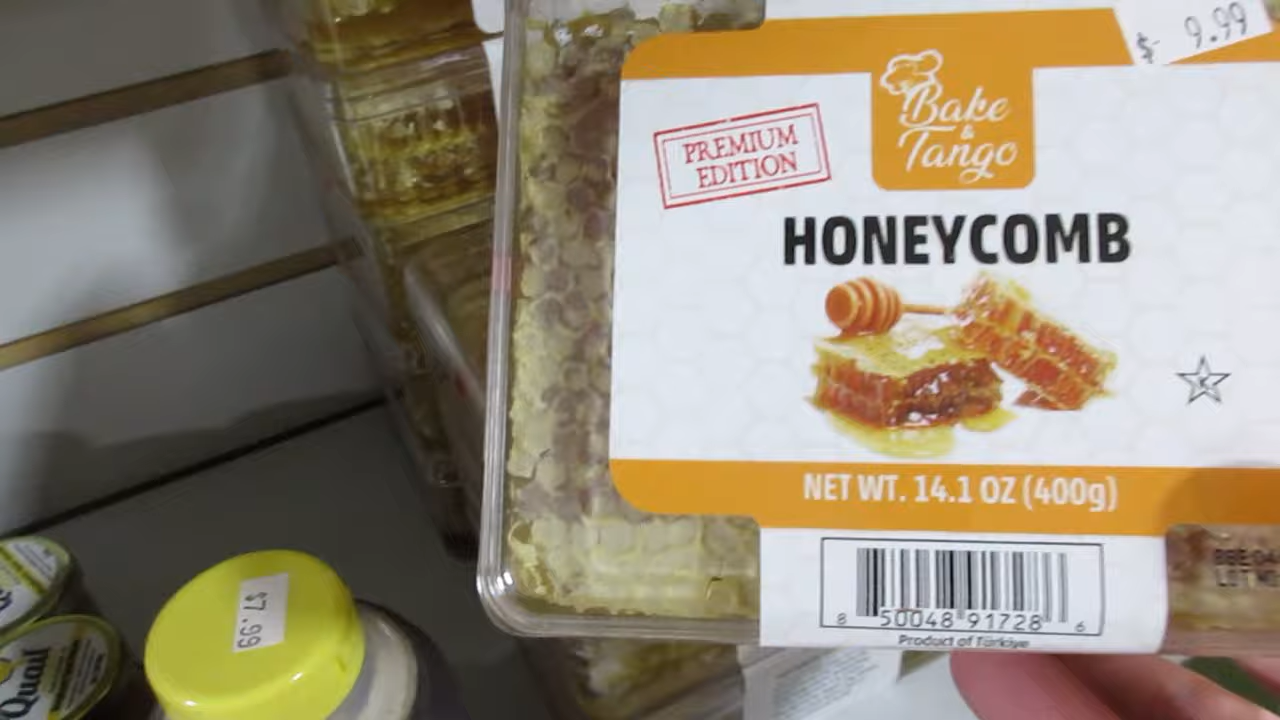 $ 9.99
Bake
&
Tango
PREMIUM
EDITION
HONEYCOMB
K
NET WT. 14.1 OZ (400g)
8 50048 91728 6
Product of Türkiye
$7.99
Quail